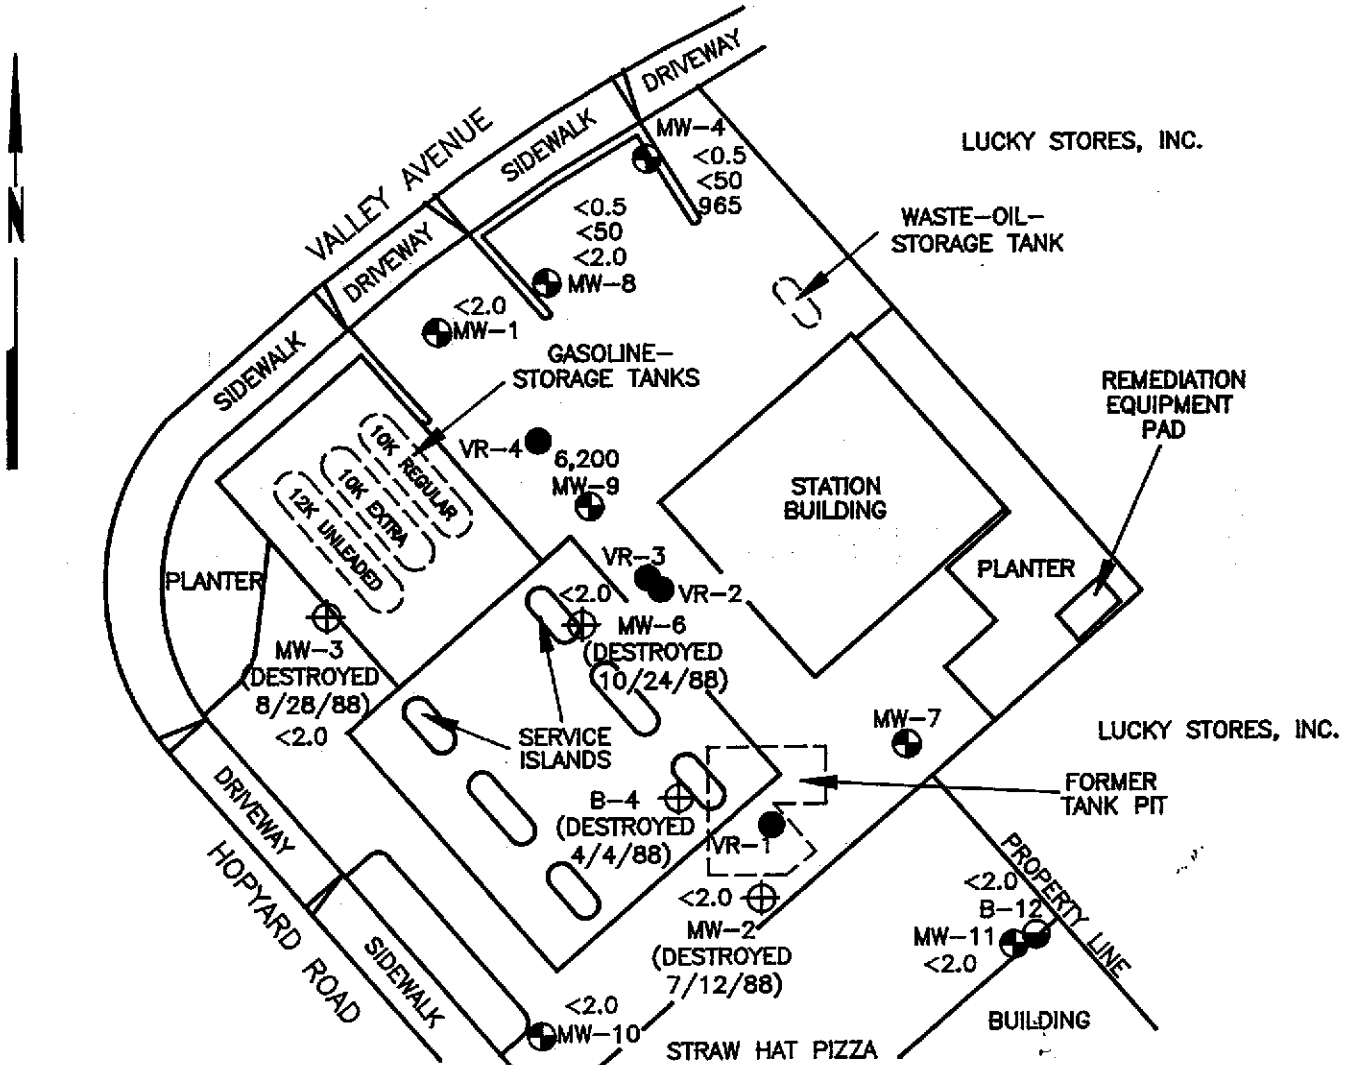 DRIVEWAY
SIDEWALK
VALLEY AVENUE
DRIVEWAY
SIDEWALK
N
MW-4
<0.5
<50
965
LUCKY STORES, INC.
WASTE-OIL-
STORAGE TANK
<0.5
<50
<2.0
MW-8
<2.0
MW-1
GASOLINE-
STORAGE TANKS
REMEDIATION
EQUIPMENT
PAD
10K REGULAR
10K EXTRA
12K UNLEADED
VR-4
6,200
MW-9
STATION
BUILDING
VR-3
VR-2
PLANTER
PLANTER
<2.0
MW-6
(DESTROYED
10/24/88)
MW-3
(DESTROYED
8/28/88)
<2.0
SERVICE
ISLANDS
MW-7
LUCKY STORES, INC.
FORMER
TANK PIT
B-4
(DESTROYED
4/4/88)
VR-1
DRIVEWAY
HOPYARD ROAD
SIDEWALK
<2.0
MW-2
(DESTROYED
7/12/88)
PROPERTY LINE
<2.0
B-12
MW-11
<2.0
<2.0
MW-10
BUILDING
STRAW HAT PIZZA